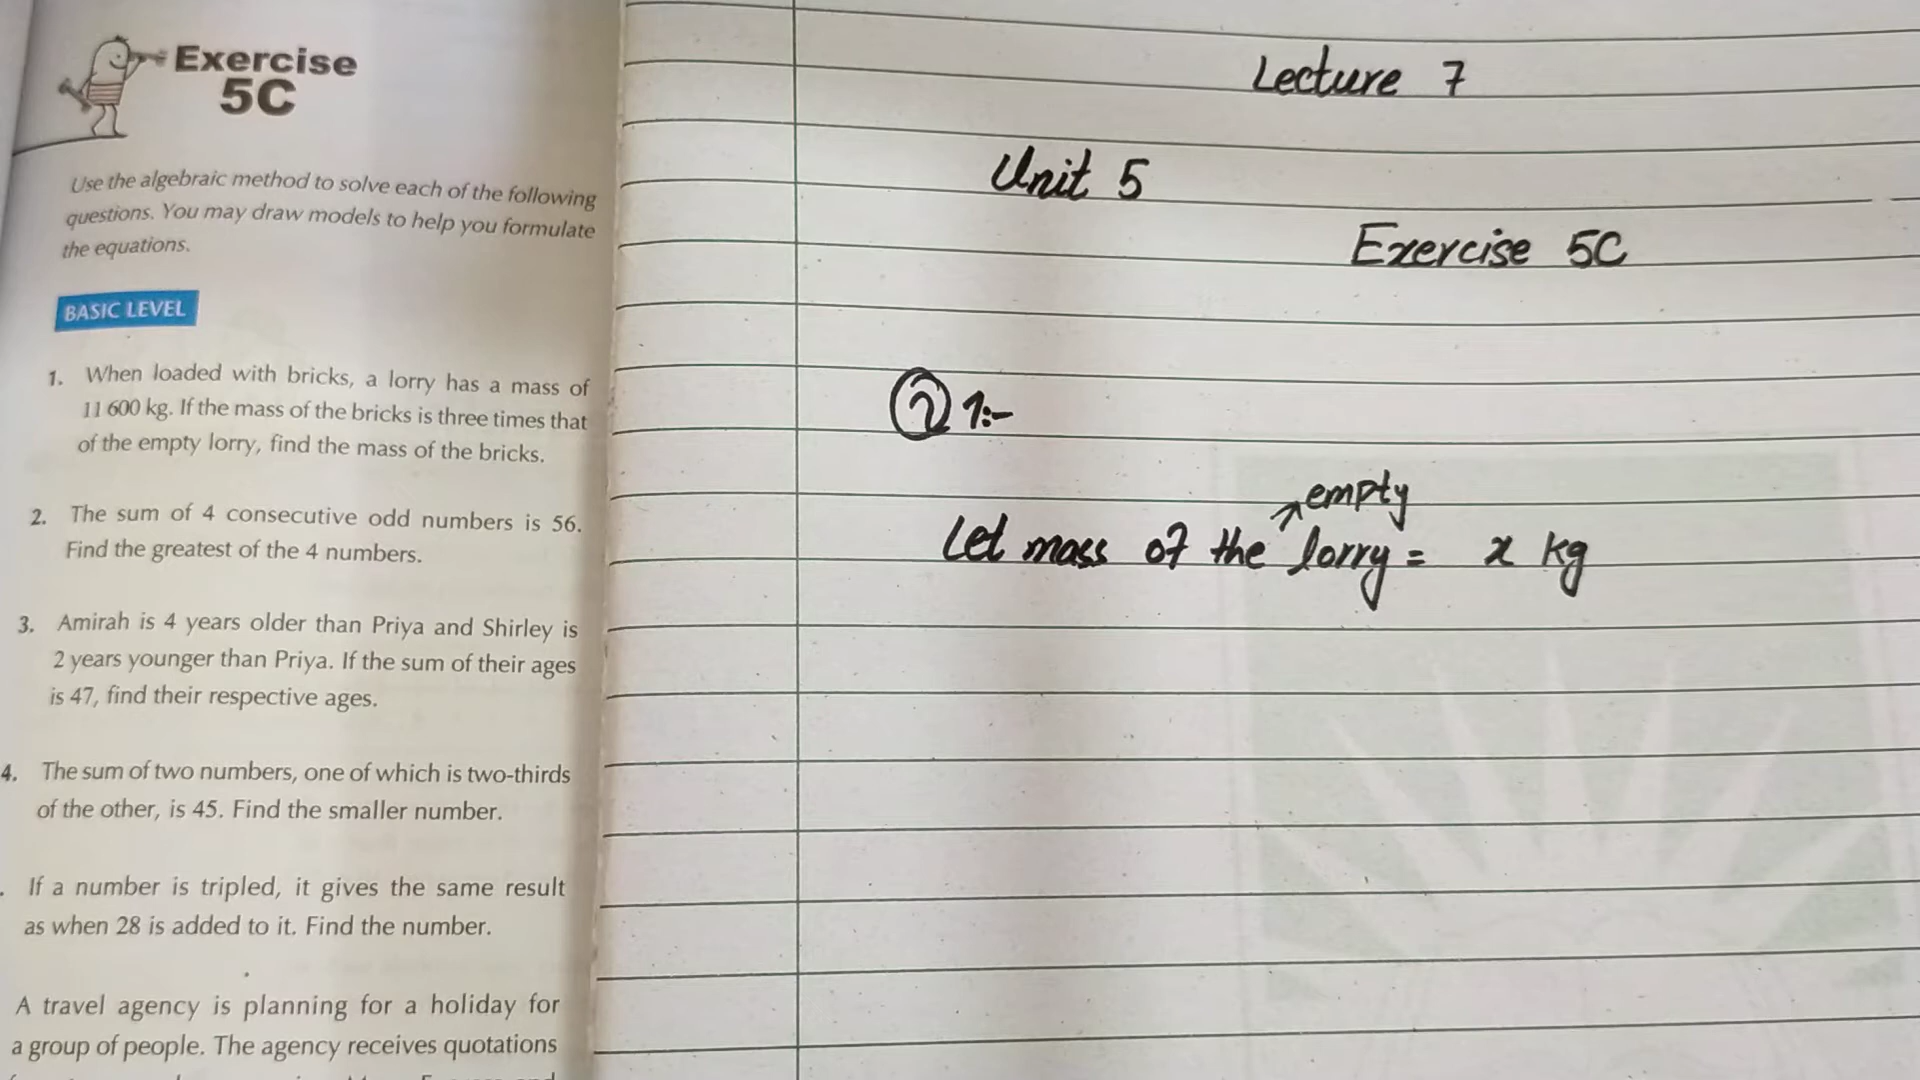 Exercise
5C
Use the algebraic method to solve each of the following
questions. You may draw models to help you formulate
the equations.
BASIC LEVEL
1. When loaded with bricks, a lorry has a mass of
11 600 kg. If the mass of the bricks is three times that
of the empty lorry, find the mass of the bricks.
2. The sum of 4 consecutive odd numbers is 56.
Find the greatest of the 4 numbers.
3. Amirah is 4 years older than Priya and Shirley is
2 years younger than Priya. If the sum of their ages
is 47, find their respective ages.
4. The sum of two numbers, one of which is two-thirds
of the other, is 45. Find the smaller number.
. If a number is tripled, it gives the same result
as when 28 is added to it. Find the number.
A travel agency is planning for a holiday for
a group of people. The agency receives quotations
Lecture 7
Unit 5
Exercise 5C
Q 1:-
empty
Let mass of the lorry = x kg